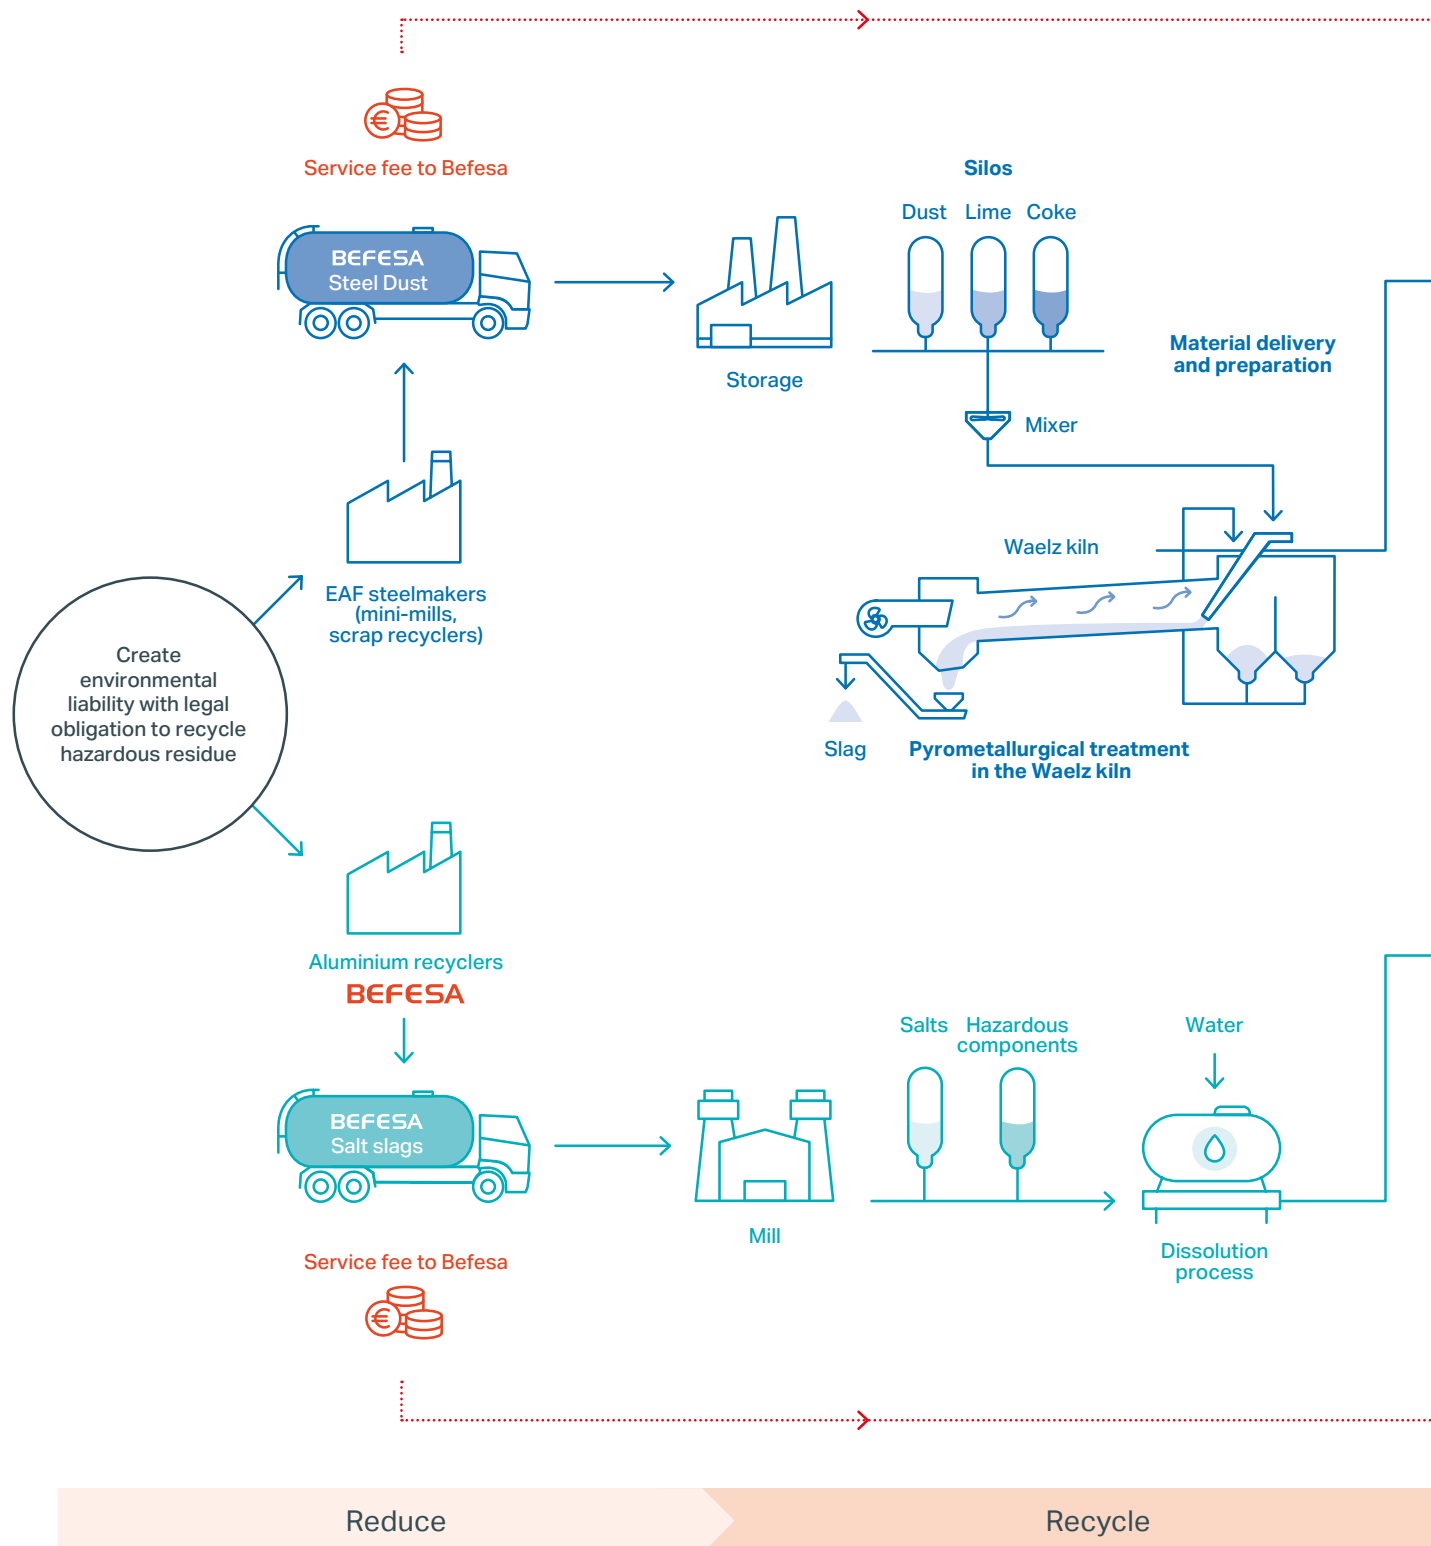 Service fee to Befesa
BEFESA
Steel Dust
Storage
Silos
Dust Lime Coke
Material delivery
and preparation
Mixer
Waelz kiln
Slag
Pyrometallurgical treatment
in the Waelz kiln
EAF steelmakers
(mini-mills,
scrap recyclers)
Create
environmental
liability with legal
obligation to recycle
hazardous residue
Aluminium recyclers
BEFESA
BEFESA
Salt slags
Service fee to Befesa
Mill
Salts
Hazardous
components
Water
Dissolution
process
Reduce
Recycle